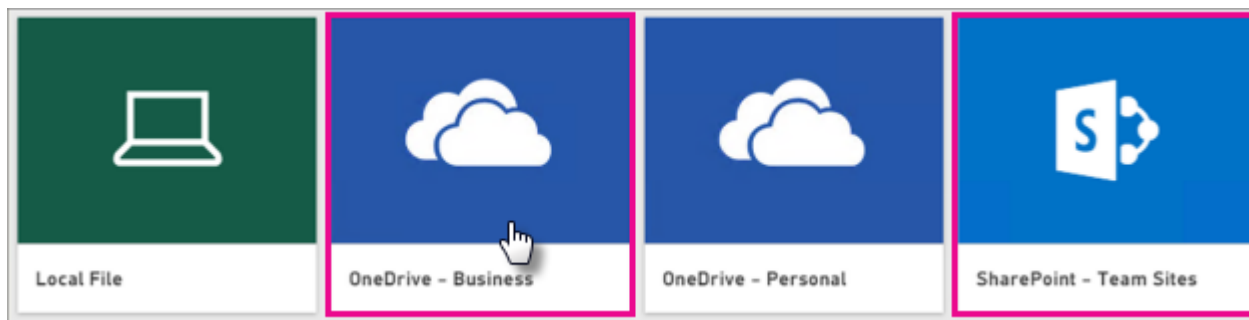 S
Local File
OneDrive – Business
OneDrive – Personal
SharePoint – Team Sites